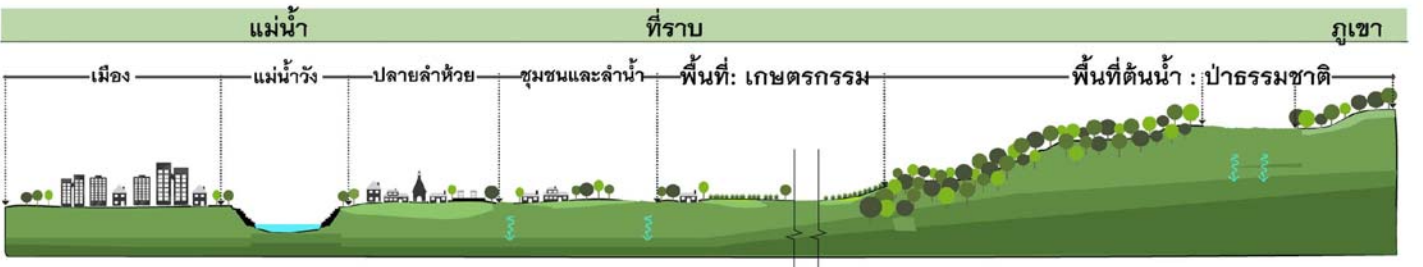 แม่น้ำ ที่ราบ ภูเขา
เมือง แม่น้ำวัง ปลายลำห้วย ชุมชนและลำน้ำ พื้นที่: เกษตรกรรม พื้นที่ต้นน้ำ : ป่าธรรมชาติ